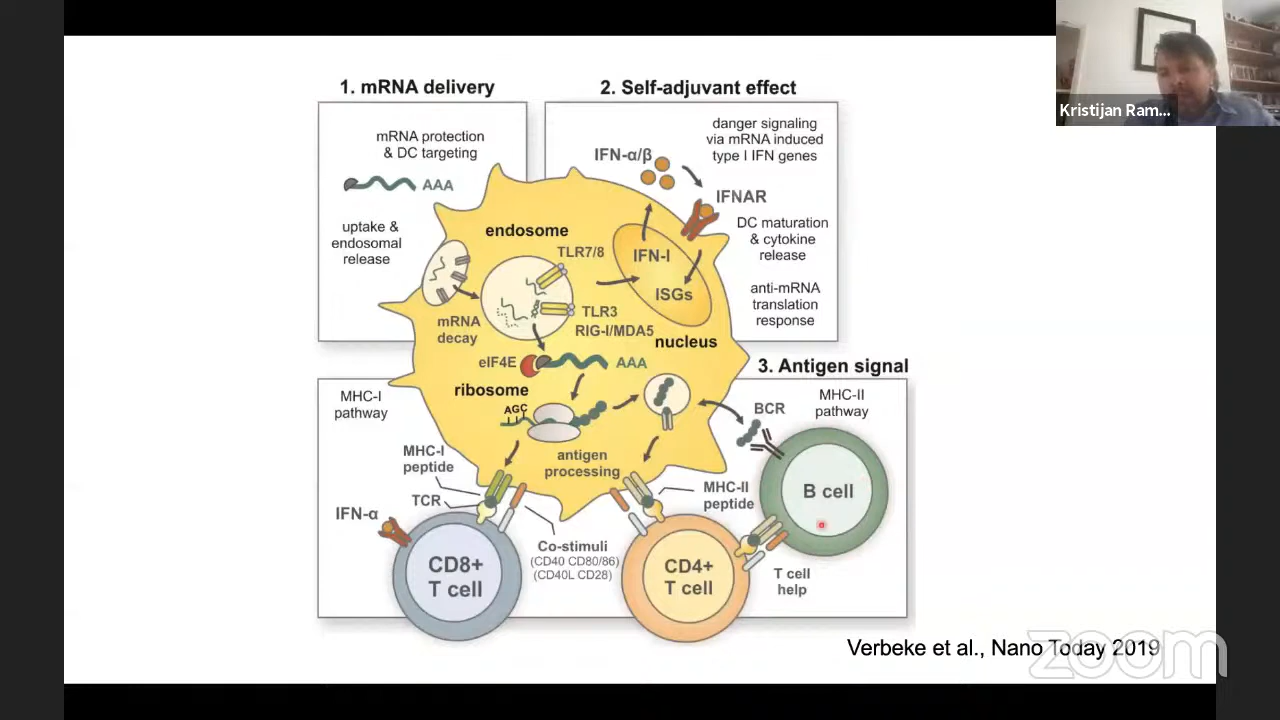 Kristijan Ram...
1. mRNA delivery
mRNA protection
& DC targeting
AAA
uptake &
endosomal
release
2. Self-adjuvant effect
danger signaling
via mRNA induced
type I IFN genes
IFN-α/β
IFNAR
DC maturation
& cytokine
release
anti-mRNA
translation
response
endosome
TLR7/8
IFN-I
ISGs
mRNA
decay
TLR3
RIG-I/MDA5
nucleus
eIF4E
AAA
ribosome
AGC
antigen
processing
3. Antigen signal
MHC-I
pathway
MHC-II
pathway
BCR
MHC-I
peptide
TCR
IFN-α
MHC-II
peptide
B cell
Co-stimuli
(CD40 CD80/86)
(CD40L CD28)
CD8+
T cell
CD4+
T cell
T cell
help
Verbeke et al., Nano Today 2019
zoom